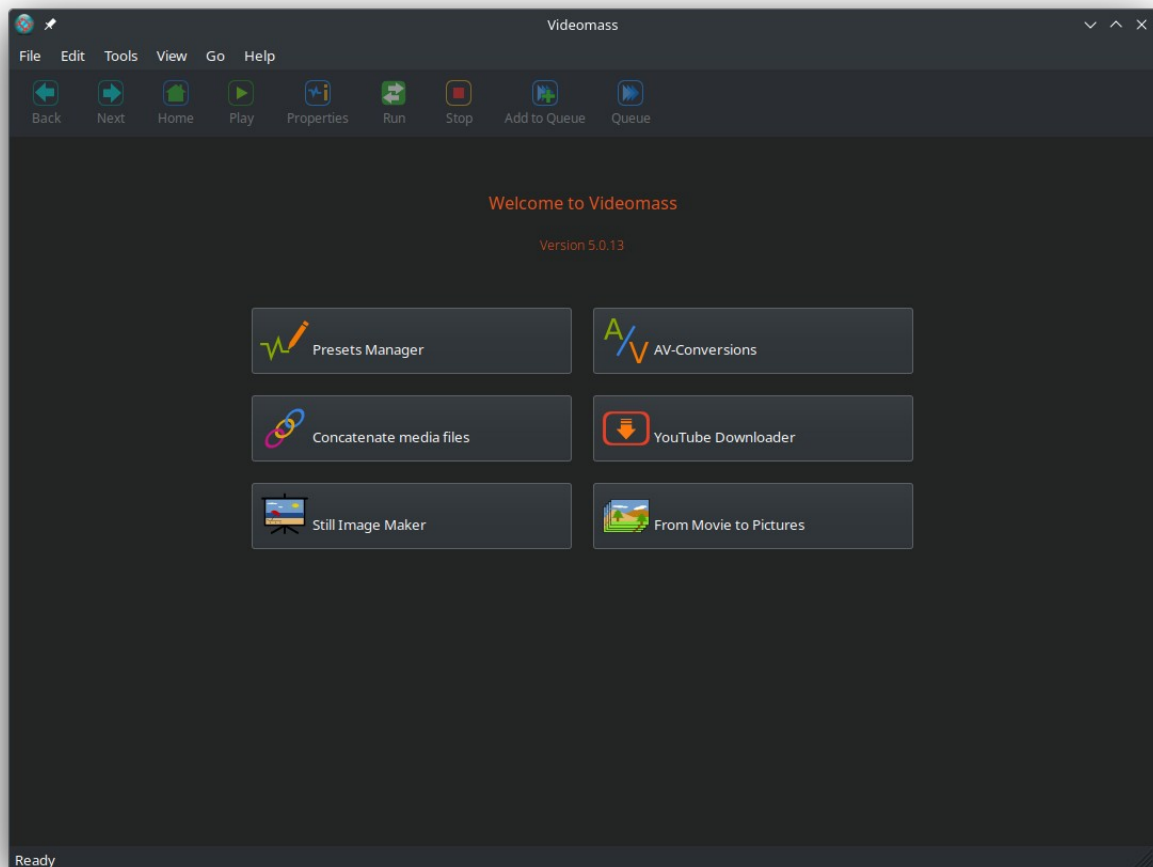 Videomass
File Edit Tools View Go Help
Back Next Home Play Properties Run Stop Add to Queue Queue
Welcome to Videomass
Version 5.0.13
Presets Manager
A/V AV-Conversions
Concatenate media files
YouTube Downloader
Still Image Maker
From Movie to Pictures
Ready